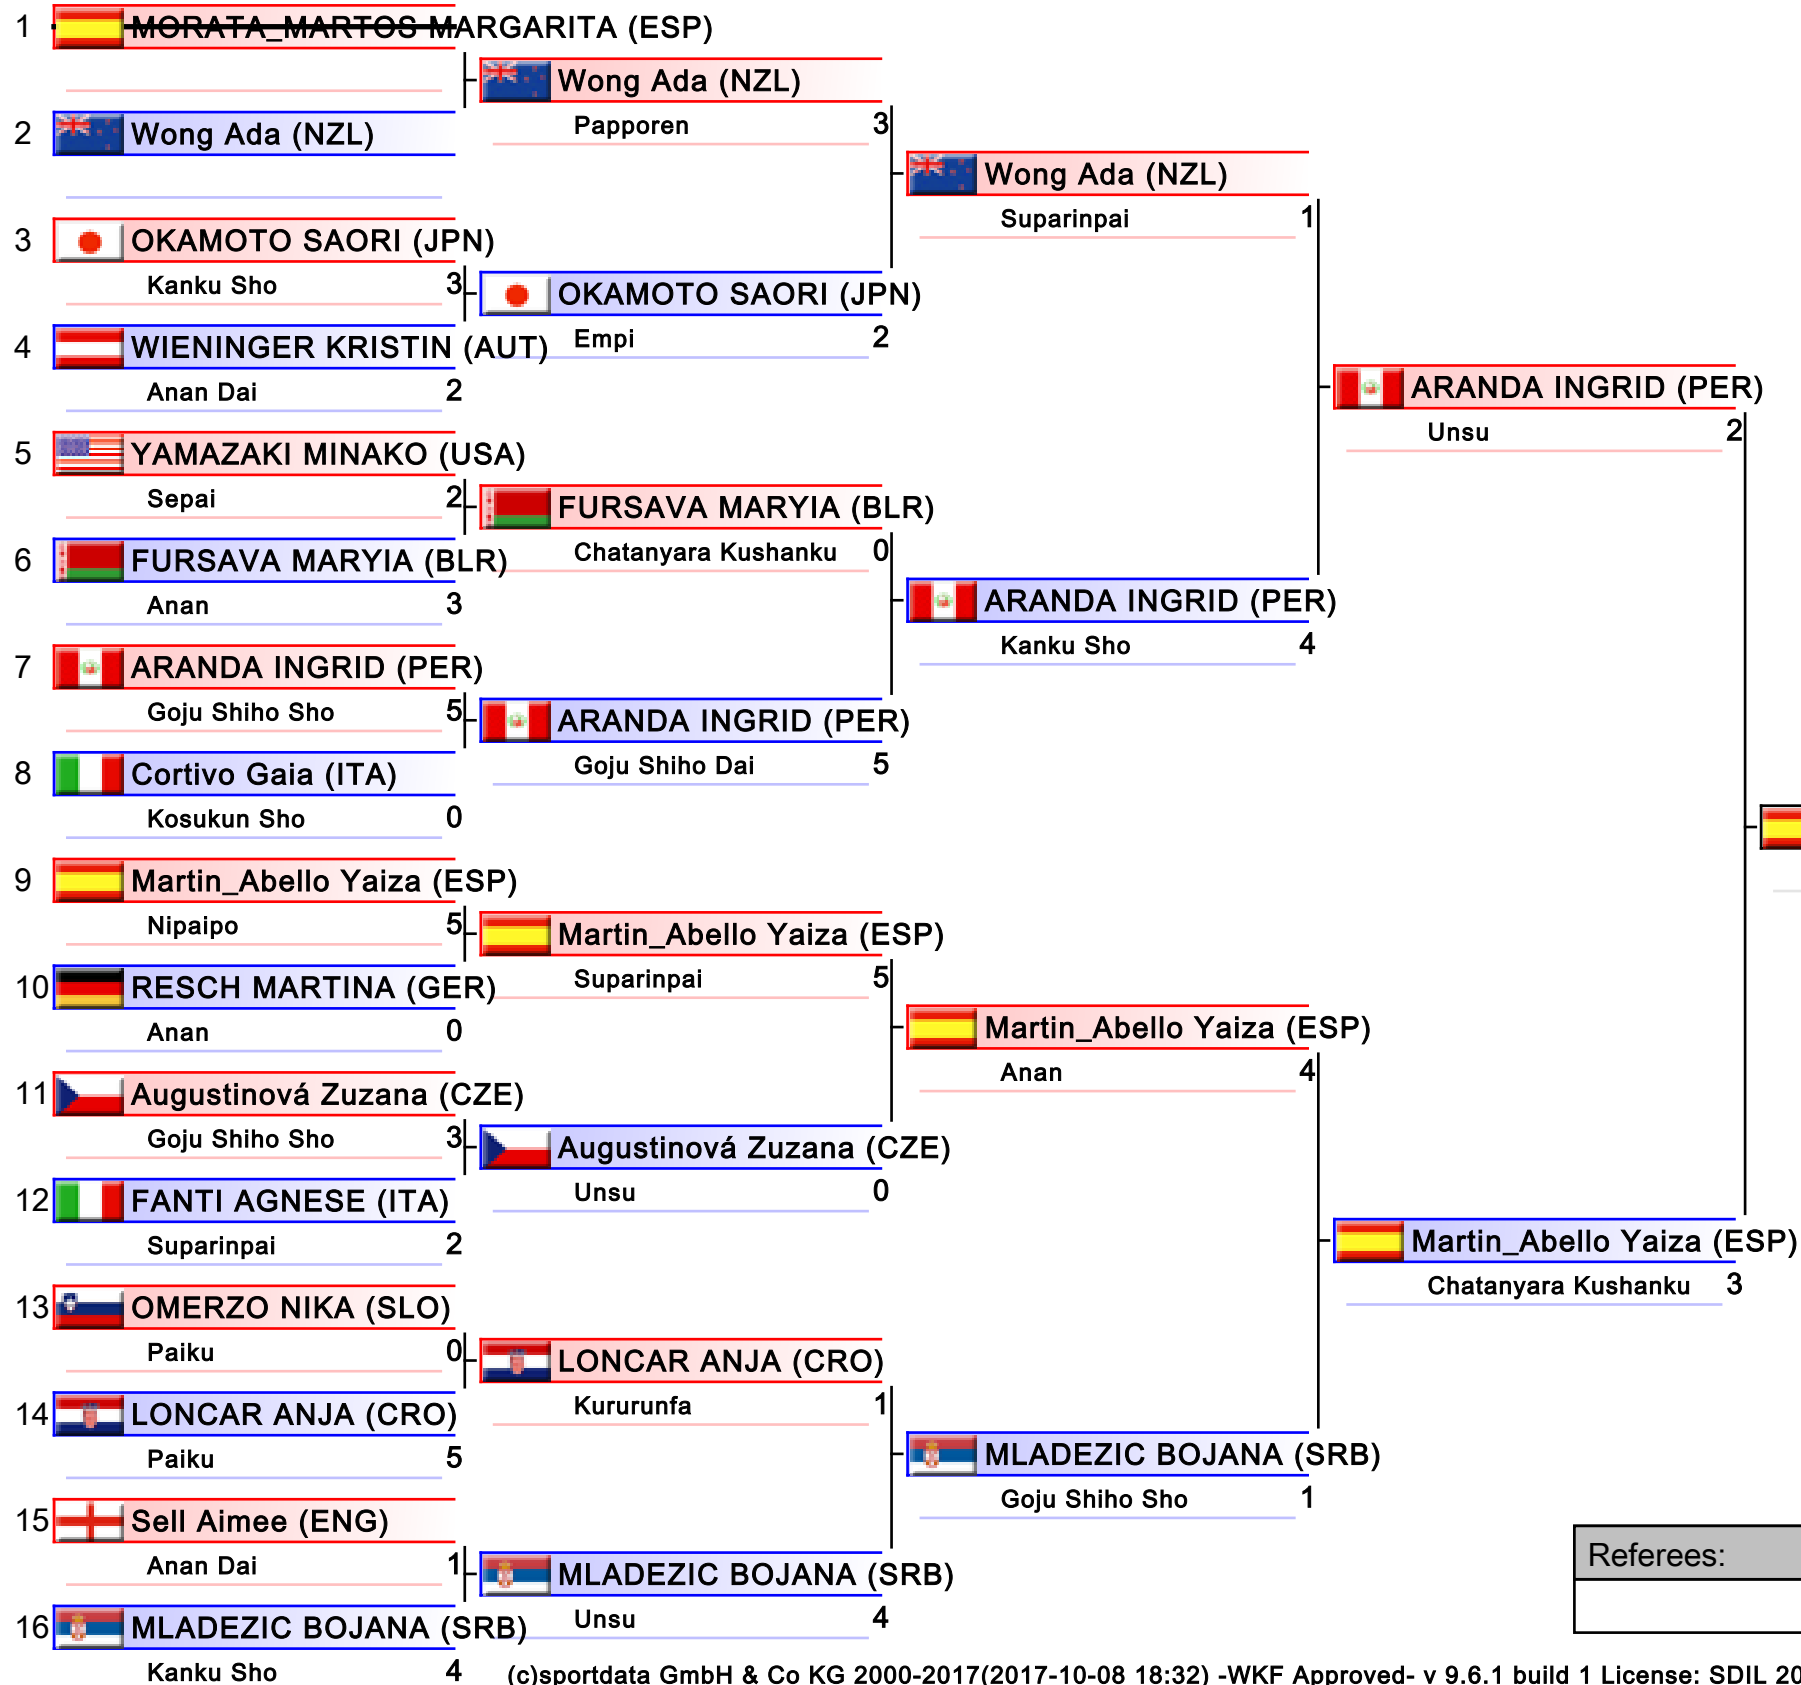 1 MORATA_MARTOS MARGARITA (ESP)
2 Wong Ada (NZL)
3 OKAMOTO SAORI (JPN)
Kanku Sho 3
4 WIENINGER KRISTIN (AUT)
Anan Dai 2
5 YAMAZAKI MINAKO (USA)
Sepai 2
6 FURSAVA MARYIA (BLR)
Anan 3
7 ARANDA INGRID (PER)
Goju Shiho Sho 5
8 Cortivo Gaia (ITA)
Kosukun Sho 0
9 Martin_Abello Yaiza (ESP)
Nipaipo 5
10 RESCH MARTINA (GER)
Anan 0
11 Augustinová Zuzana (CZE)
Goju Shiho Sho 3
12 FANTI AGNESE (ITA)
Suparinpai 2
13 OMERZO NIKA (SLO)
Paiku 0
14 LONCAR ANJA (CRO)
Paiku 5
15 Sell Aimee (ENG)
Anan Dai 1
16 MLADEZIC BOJANA (SRB)
Kanku Sho 4
Wong Ada (NZL)
Papporen 3
OKAMOTO SAORI (JPN)
Empi 2
FURSAVA MARYIA (BLR)
Chatanyara Kushanku 0
ARANDA INGRID (PER)
Goju Shiho Dai 5
Martin_Abello Yaiza (ESP)
Suparinpai 5
Augustinová Zuzana (CZE)
Unsu 0
LONCAR ANJA (CRO)
Kururunfa 1
MLADEZIC BOJANA (SRB)
Unsu 4
Wong Ada (NZL)
Suparinpai 1
ARANDA INGRID (PER)
Kanku Sho 4
Martin_Abello Yaiza (ESP)
Anan 4
MLADEZIC BOJANA (SRB)
Goju Shiho Sho 1
ARANDA INGRID (PER)
Unsu 2
Martin_Abello Yaiza (ESP)
Chatanyara Kushanku 3
Referees:
(c)sportdata GmbH & Co KG 2000-2017(2017-10-08 18:32) -WKF Approved- v 9.6.1 build 1 License: SDIL 20